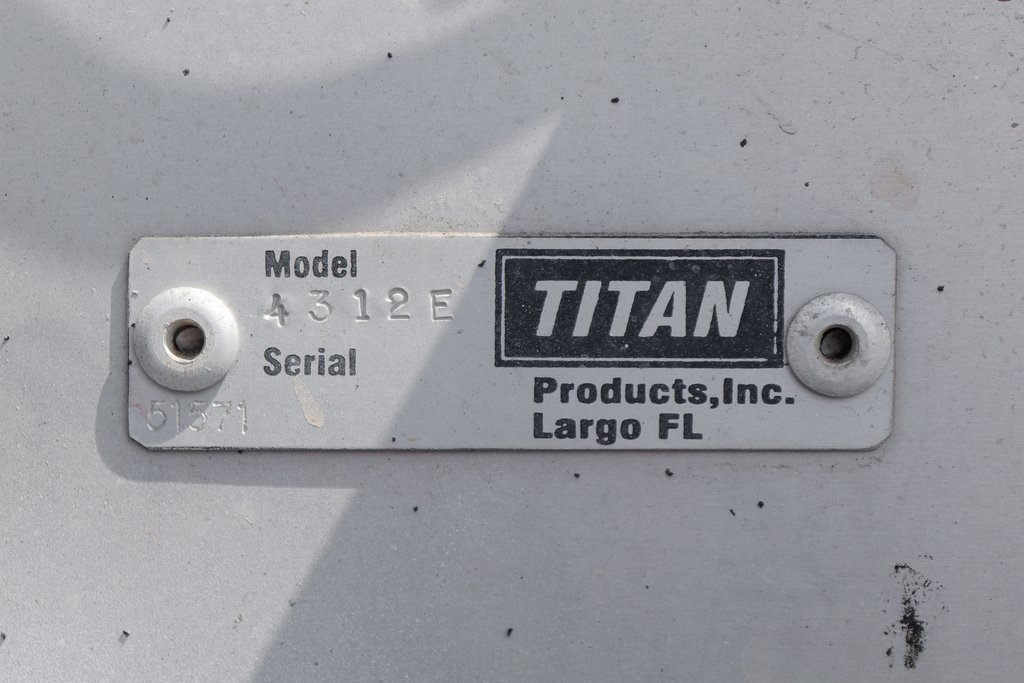 Model
4312E
Serial
51571
TITAN
Products,Inc.
Largo FL